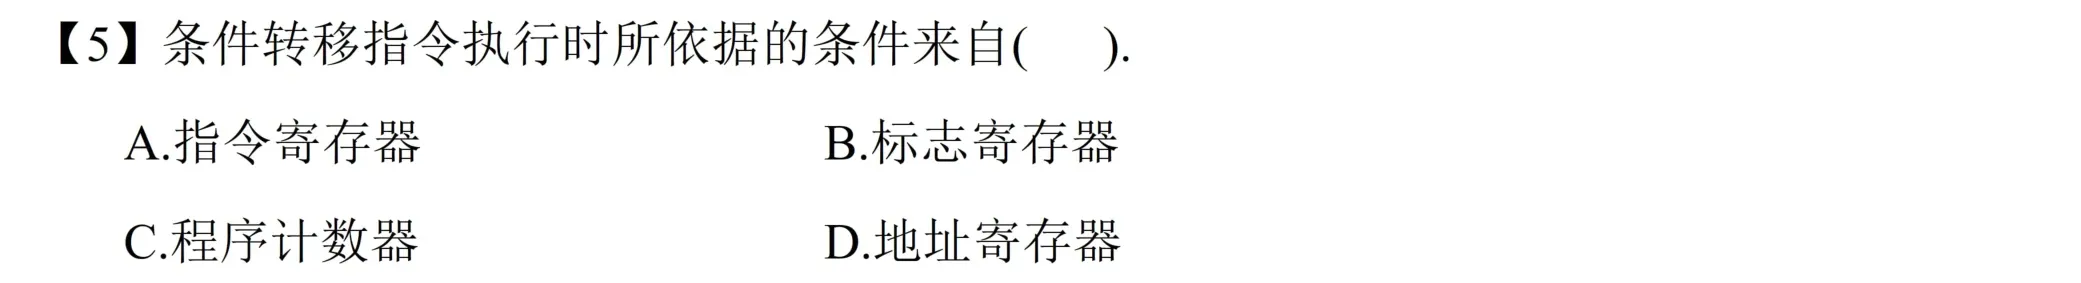 【5】条件转移指令执行时所依据的条件来自(    ).
A.指令寄存器 B.标志寄存器
C.程序计数器 D.地址寄存器